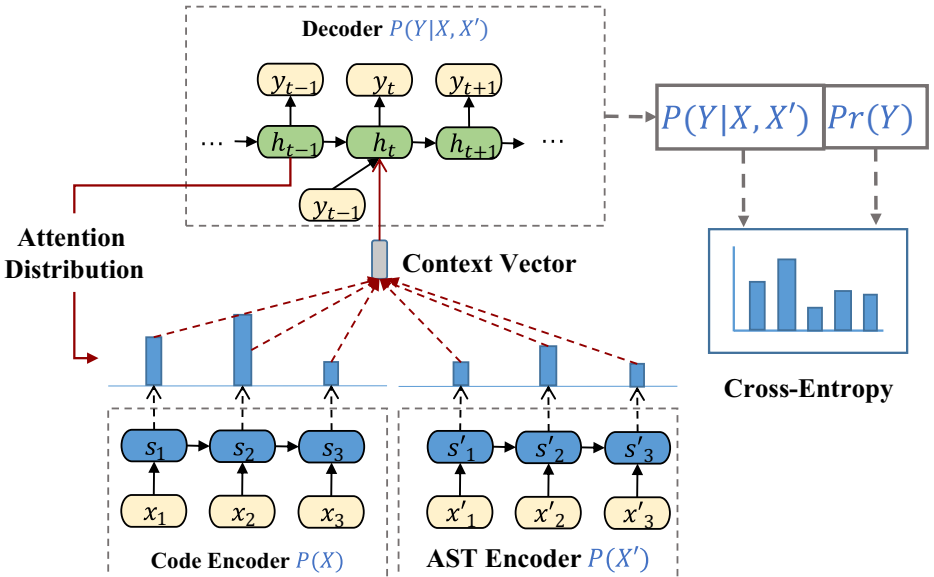 Decoder P(Y|X, X′)
y_{t−1} y_t y_{t+1}
... h_{t−1} h_t h_{t+1} ...
y_{t−1}
P(Y|X, X′) Pr(Y)
Attention
Distribution
Context Vector
Cross-Entropy
s_1 s_2 s_3 s′_1 s′_2 s′_3
x_1 x_2 x_3 x′_1 x′_2 x′_3
Code Encoder P(X) AST Encoder P(X′)